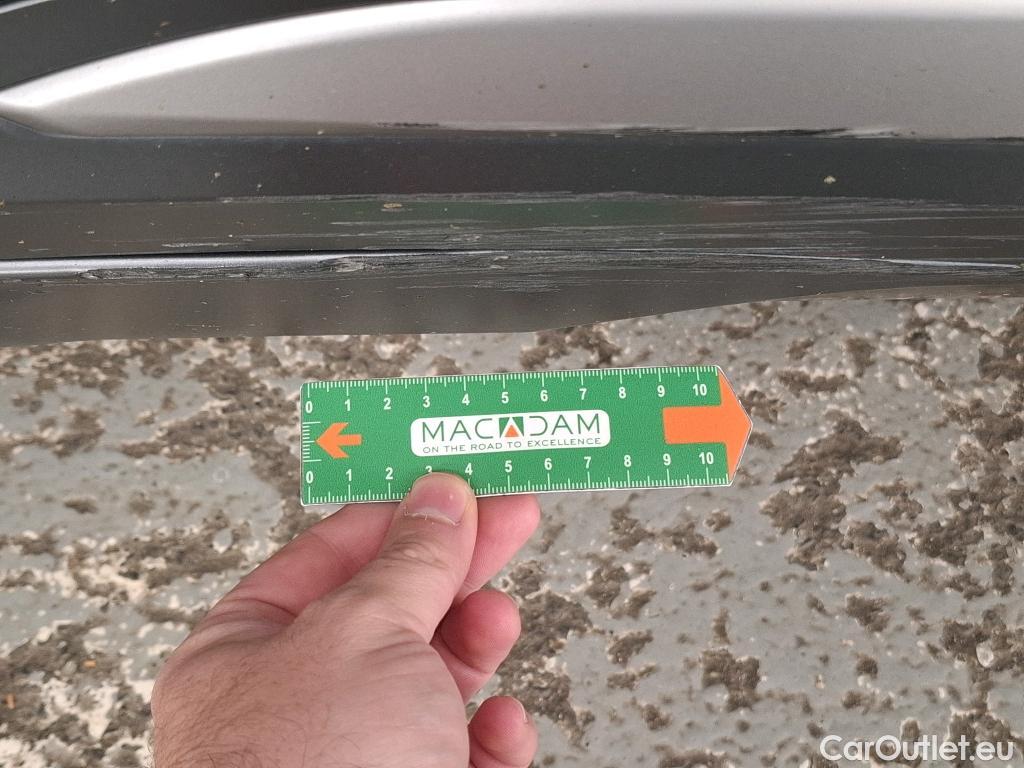 0 1 2 3 4 5 6 7 8 9 10
MACADAM
ON THE ROAD TO EXCELLENCE
0 1 2 3 4 5 6 7 8 9 10
CarOutlet.eu